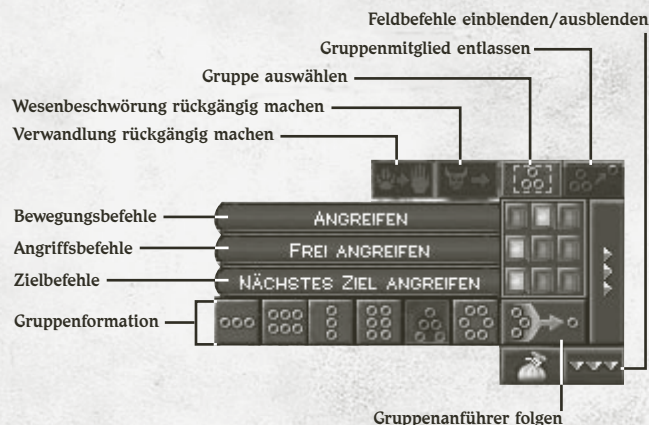 Feldbefehle einblenden/ausblenden
Gruppenmitglied entlassen
Gruppe auswählen
Wesenbeschwörung rückgängig machen
Verwandlung rückgängig machen
Bewegungsbefehle
ANGREIFEN
Angriffsbefehle
FREI ANGREIFEN
Zielbefehle
NÄCHSTES ZIEL ANGREIFEN
Gruppenformation
Gruppenanführer folgen